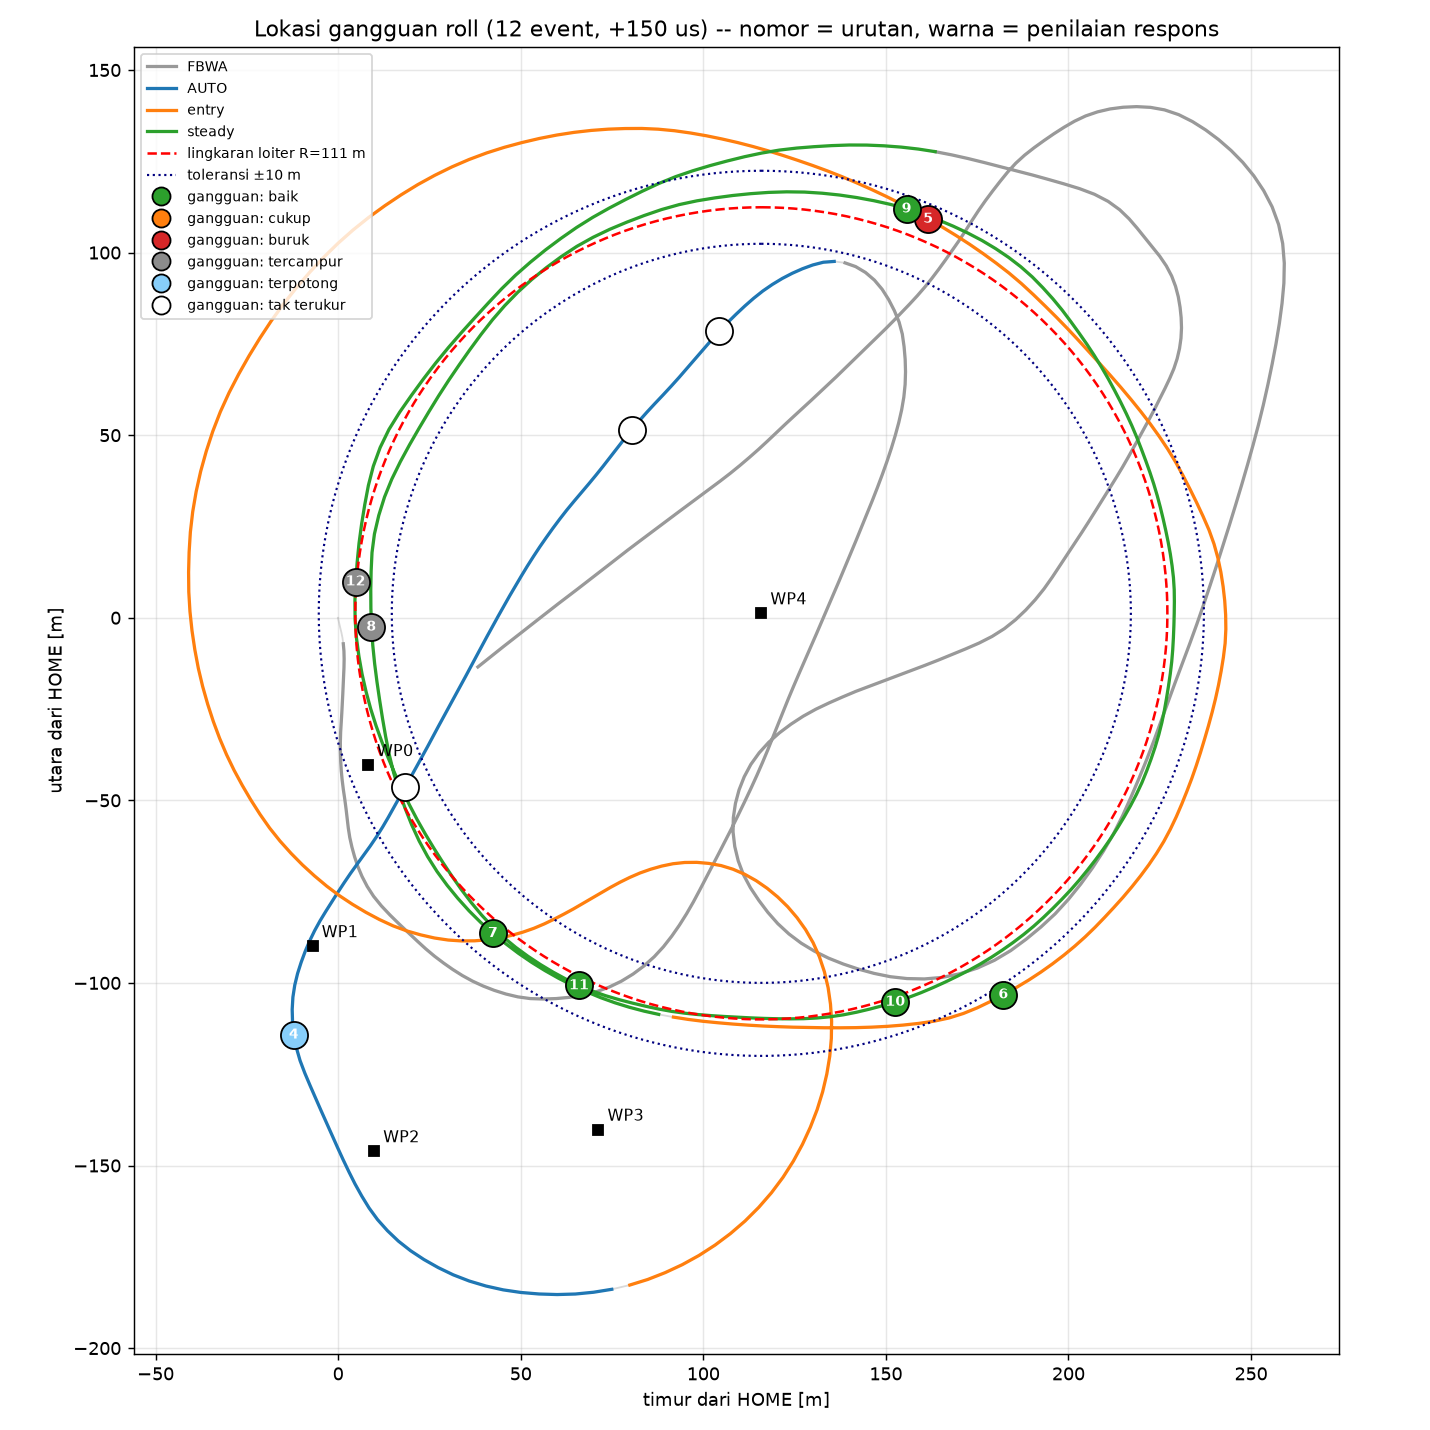 Lokasi gangguan roll (12 event, +150 us) -- nomor = urutan, warna = penilaian respons
FBWA
AUTO
entry
steady
lingkaran loiter R=111 m
toleransi ±10 m
gangguan: baik
gangguan: cukup
gangguan: buruk
gangguan: tercampur
gangguan: terpotong
gangguan: tak terukur
150
100
50
0
−50
−100
−150
−200
utara dari HOME [m]
9
5
12
8
WP4
WP0
7
WP1
11
10
6
4
WP3
WP2
−50
0
50
100
150
200
250
timur dari HOME [m]